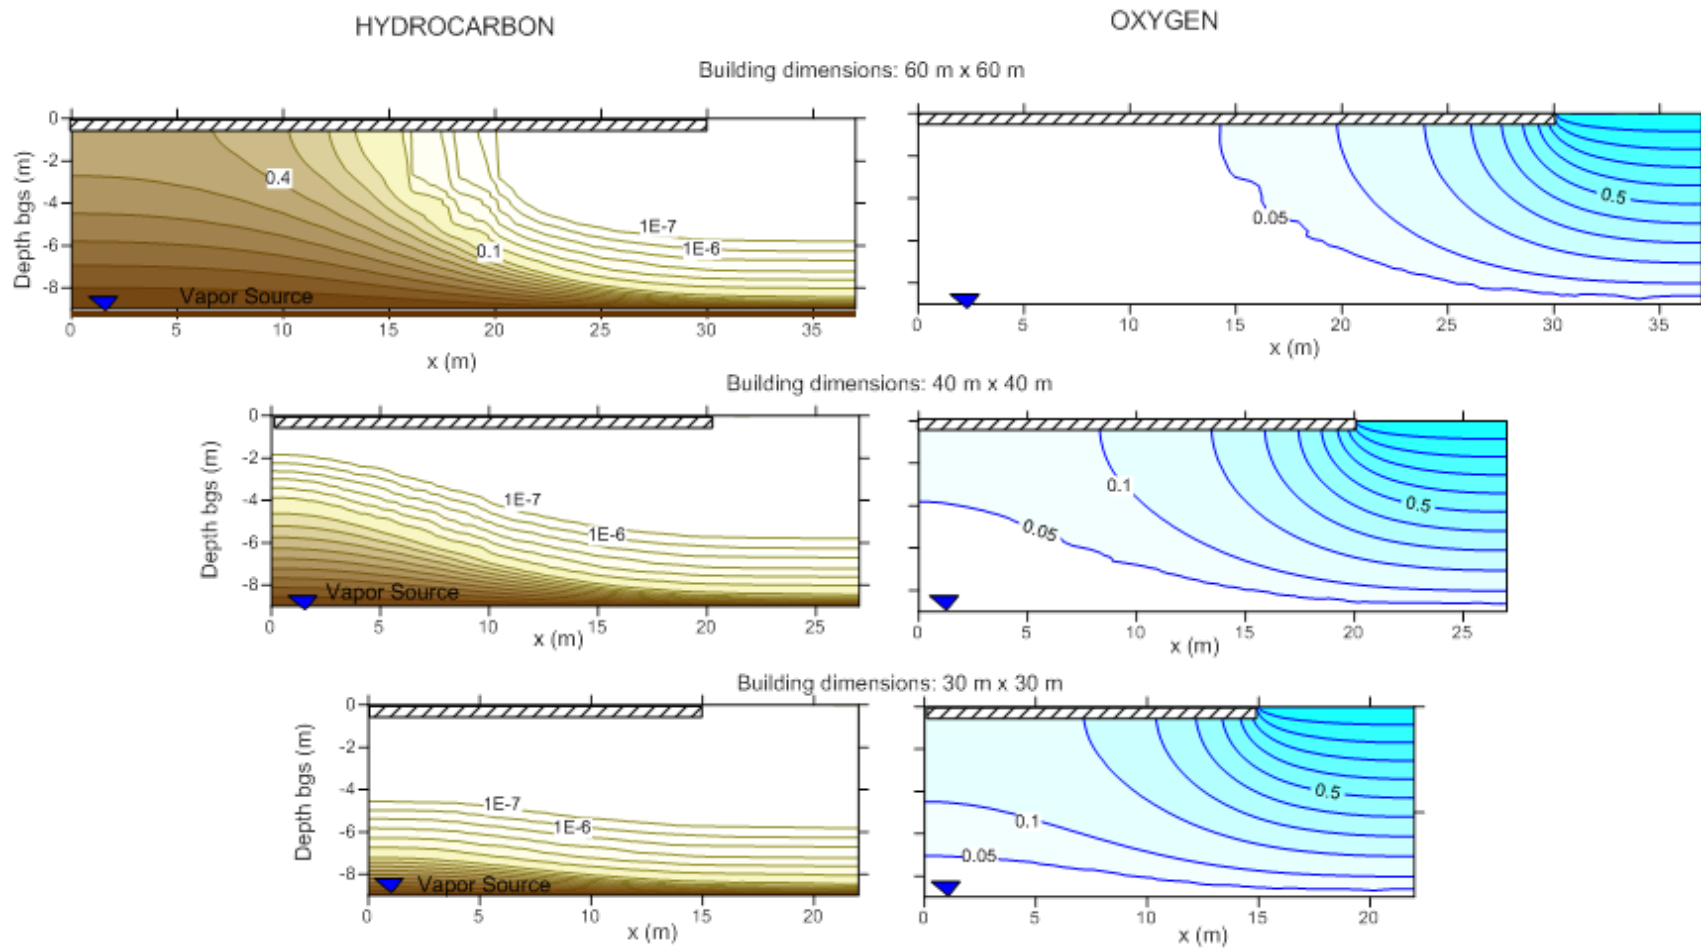 HYDROCARBON
OXYGEN
Building dimensions: 60 m x 60 m
Depth bgs (m)
0
-2
-4
-6
-8
0.4
0.1
1E-7
1E-6
Vapor Source
0 5 10 15 20 25 30 35
x (m)
0.05
0.5
0 5 10 15 20 25 30 35
x (m)
Building dimensions: 40 m x 40 m
Depth bgs (m)
0
-2
-4
-6
-8
1E-7
1E-6
Vapor Source
0 5 10 15 20 25
x (m)
0.1
0.5
0.05
0 5 10 15 20 25
x (m)
Building dimensions: 30 m x 30 m
Depth bgs (m)
0
-2
-4
-6
-8
1E-7
1E-6
Vapor Source
0 5 10 15 20
x (m)
0.5
0.1
0.05
0 5 10 15 20
x (m)